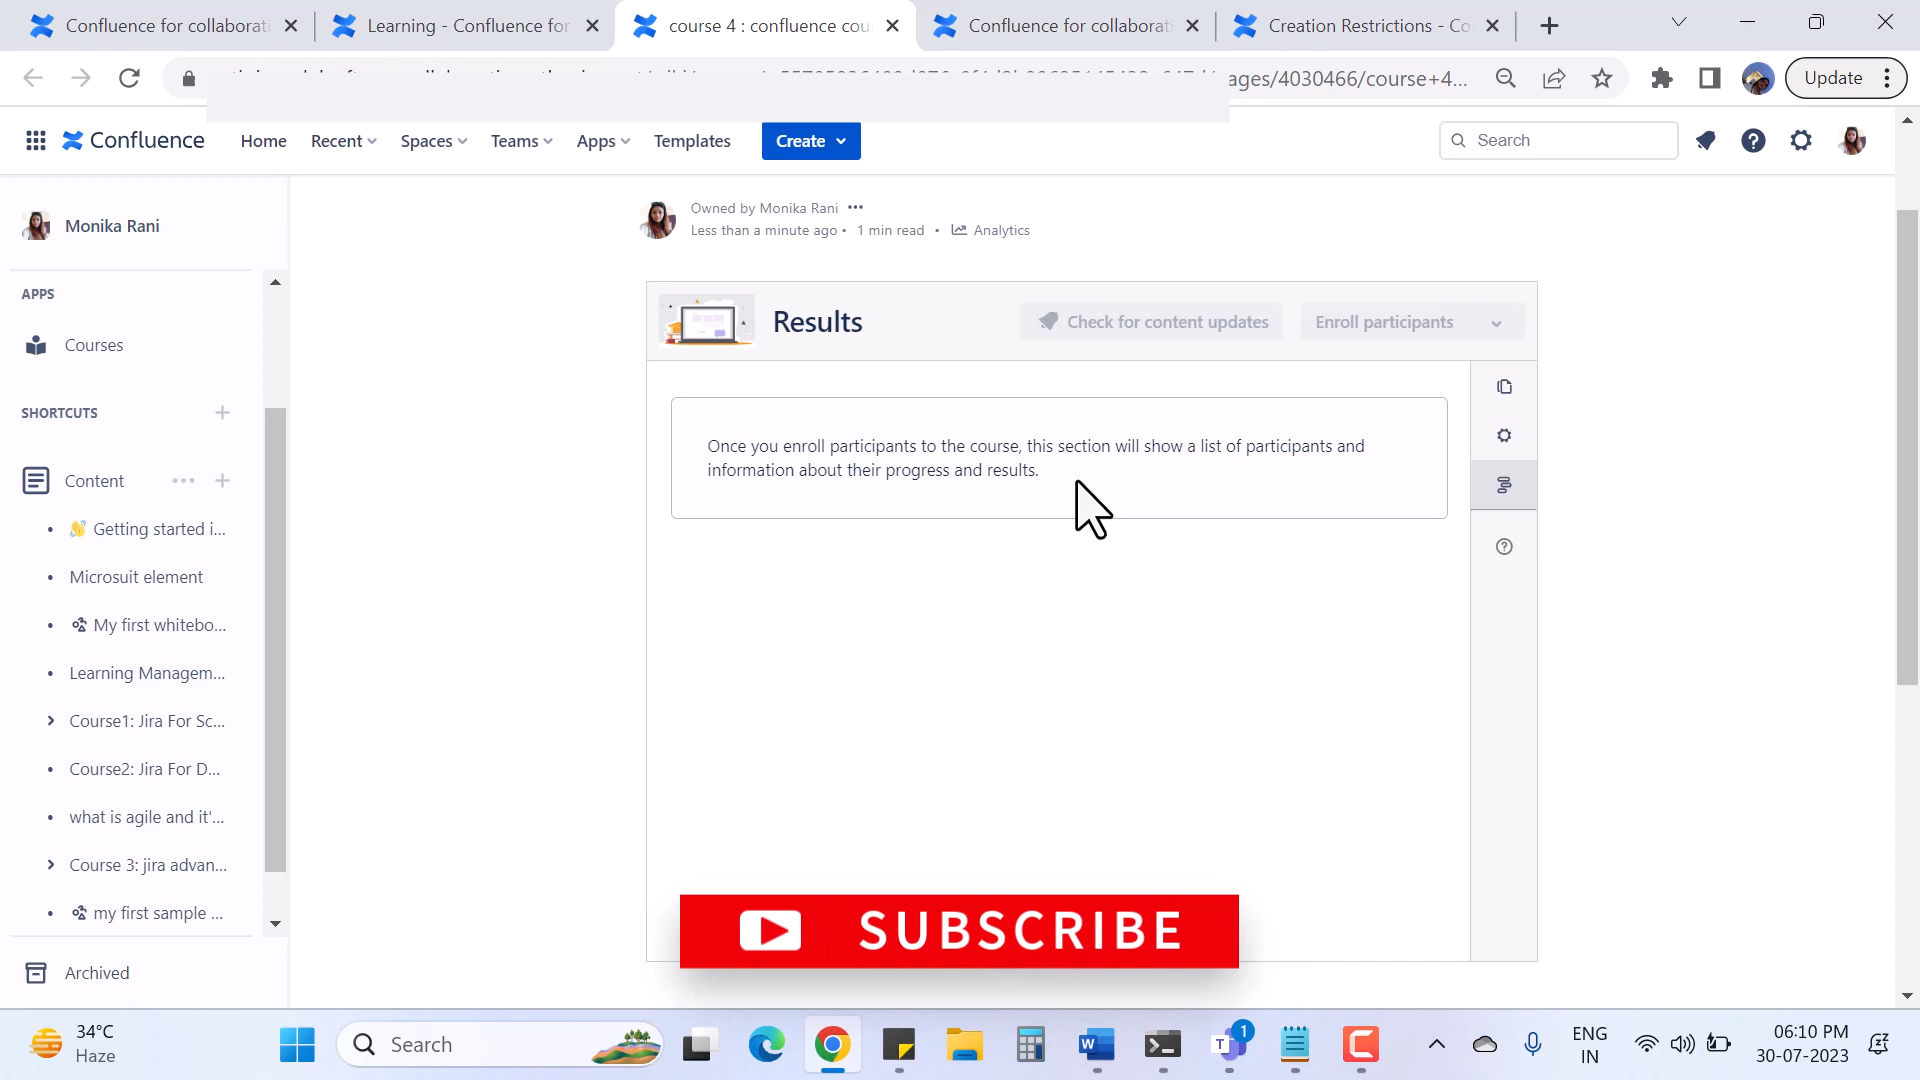 Confluence for collaborati
Learning - Confluence for
course 4 : confluence cou
Confluence for collaborati
Creation Restrictions - Co
ages/4030466/course+4...
Update
Confluence
Home
Recent
Spaces
Teams
Apps
Templates
Create
Search
Monika Rani
APPS
Courses
SHORTCUTS
Content
Getting started i...
Microsuit element
My first whitebo...
Learning Managem...
Course1: Jira For Sc...
Course2: Jira For D...
what is agile and it'...
Course 3: jira advan...
my first sample ...
Archived
Owned by Monika Rani
Less than a minute ago • 1 min read • Analytics
Results
Check for content updates
Enroll participants
Once you enroll participants to the course, this section will show a list of participants and
information about their progress and results.
SUBSCRIBE
34°C
Haze
Search
1
ENG
IN
06:10 PM
30-07-2023